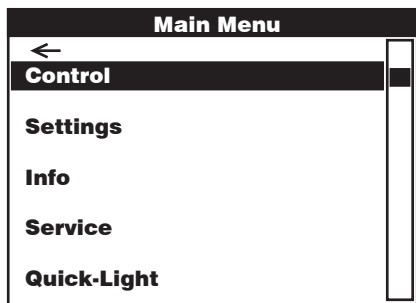 Main Menu
Control
Settings
Info
Service
Quick-Light